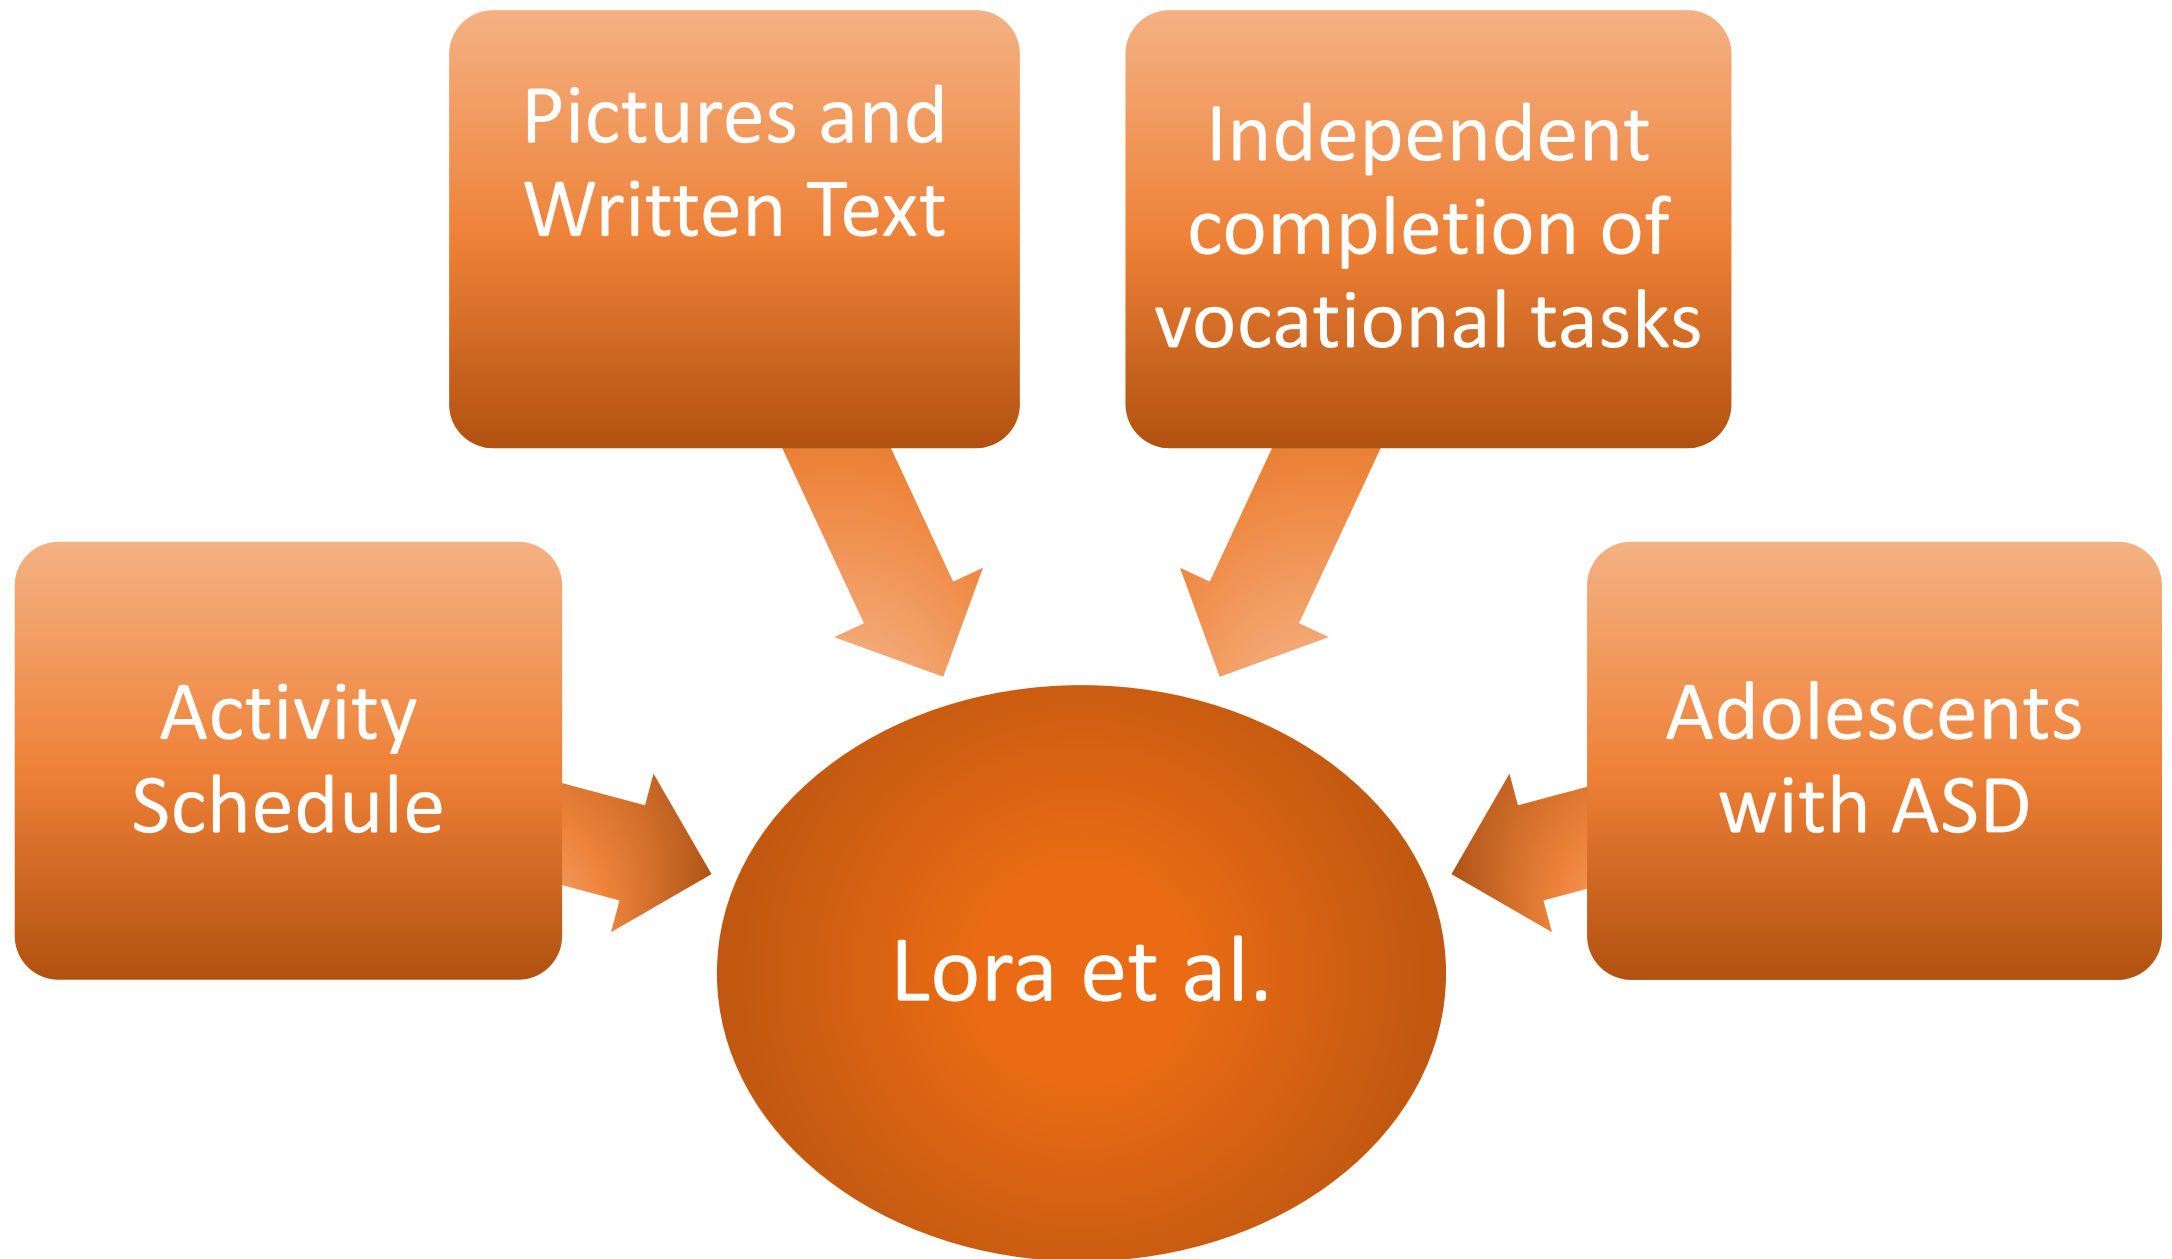 Pictures and
Written Text
Independent
completion of
vocational tasks
Activity
Schedule
Adolescents
with ASD
Lora et al.